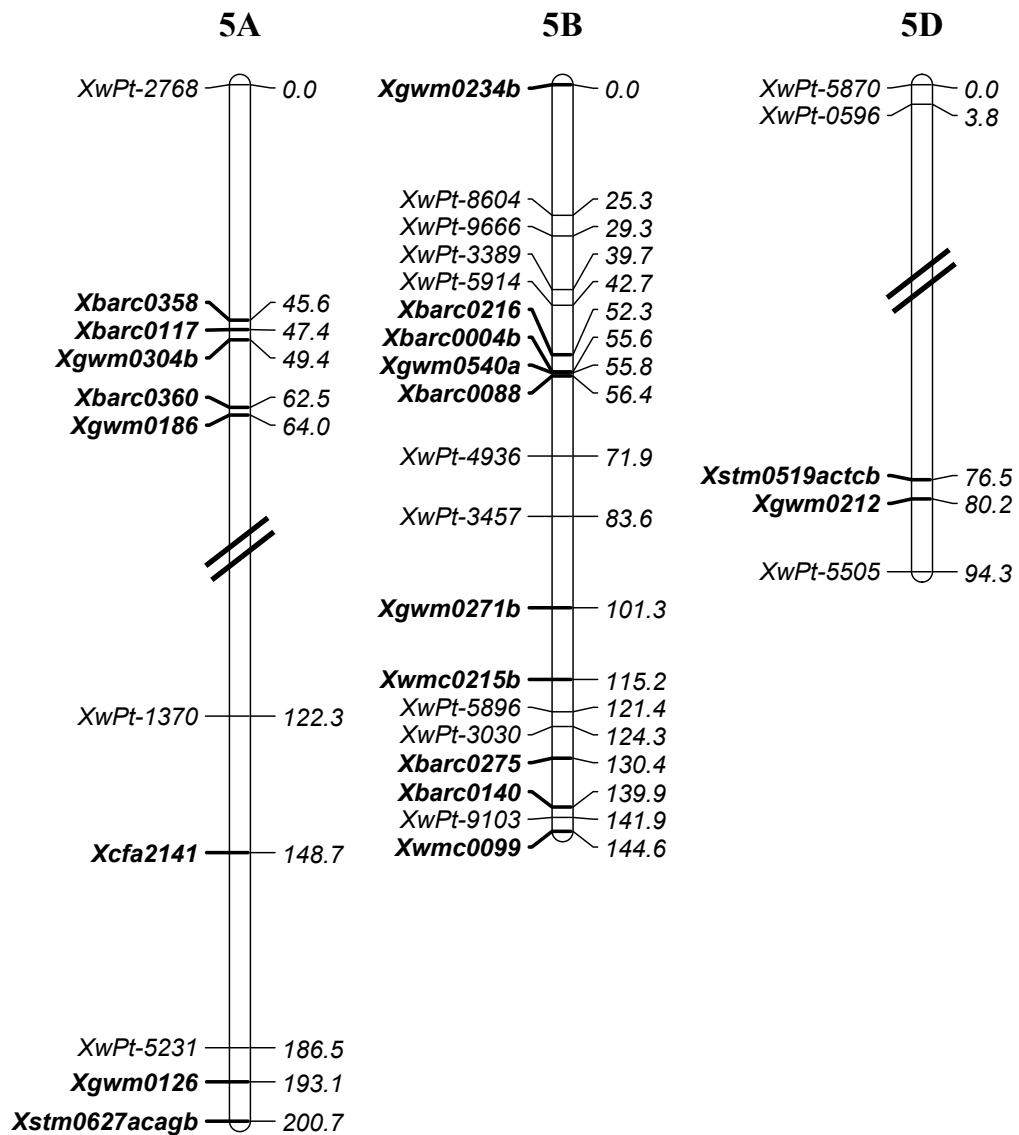 5A
XwPt-2768 0.0
Xbarc0358 45.6
Xbarc0117 47.4
Xgwm0304b 49.4
Xbarc0360 62.5
Xgwm0186 64.0
XwPt-1370 122.3
Xcfa2141 148.7
XwPt-5231 186.5
Xgwm0126 193.1
Xstm0627acagb 200.7
5B
Xgwm0234b 0.0
XwPt-8604 25.3
XwPt-9666 29.3
XwPt-3389 39.7
XwPt-5914 42.7
Xbarc0216 52.3
Xbarc0004b 55.6
Xgwm0540a 55.8
Xbarc0088 56.4
XwPt-4936 71.9
XwPt-3457 83.6
Xgwm0271b 101.3
Xwmc0215b 115.2
XwPt-5896 121.4
XwPt-3030 124.3
Xbarc0275 130.4
Xbarc0140 139.9
XwPt-9103 141.9
Xwmc0099 144.6
5D
XwPt-5870 0.0
XwPt-0596 3.8
Xstm0519actcb 76.5
Xgwm0212 80.2
XwPt-5505 94.3